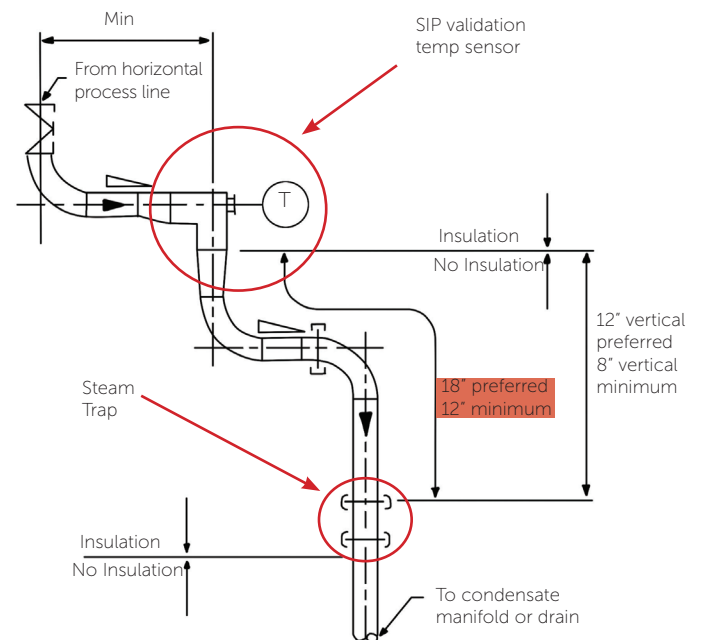 Min
SIP validation
temp sensor
From horizontal
process line
T
Insulation
No Insulation
12” vertical
preferred
8” vertical
minimum
18” preferred
12” minimum
Steam
Trap
Insulation
No Insulation
To condensate
manifold or drain